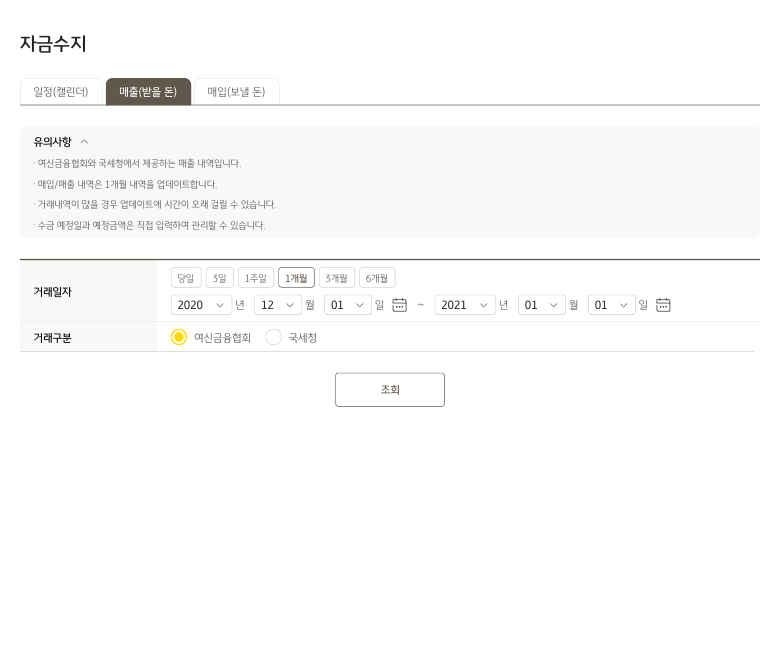 자금수지
일정(캘린더) 매출(받을 돈) 매입(보낼 돈)
유의사항
· 여신금융협회와 국세청에서 제공하는 매출 내역입니다.
· 매입/매출 내역은 1개월 내역을 업데이트합니다.
· 거래내역이 많을 경우 업데이트에 시간이 오래 걸릴 수 있습니다.
· 수금 예정일과 예정금액은 직접 입력하여 관리할 수 있습니다.
거래일자
당일 3일 1주일 1개월 3개월 6개월
2020 년 12 월 01 일 ~ 2021 년 01 월 01 일
거래구분 여신금융협회 국세청
조회